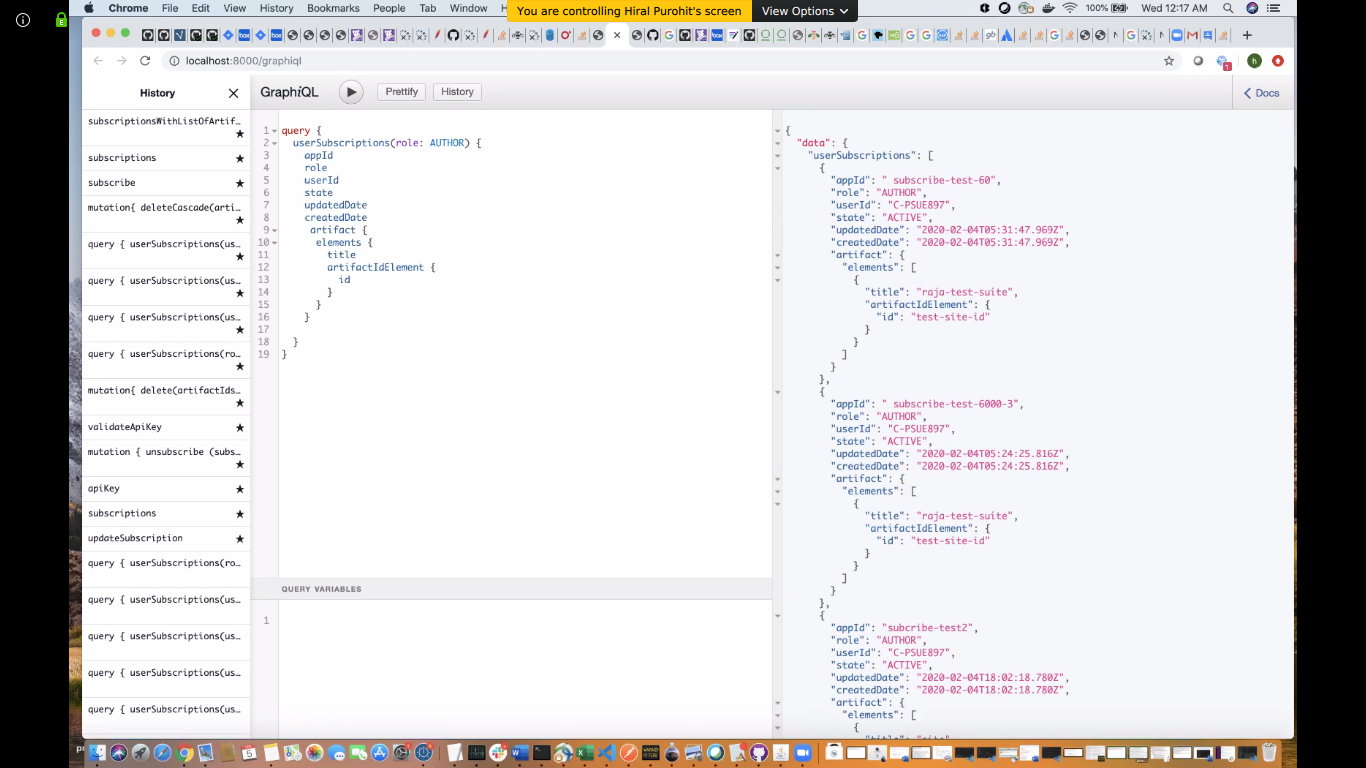 Chrome File Edit View History Bookmarks People Tab Window
You are controlling Hiral Purohit's screen
View Options
100%
Wed 12:17 AM
localhost:8000/graphiql
History
GraphiQL
Prettify
History
Docs
subscriptionsWithListOfArtif…
subscriptions
subscribe
mutation{ deleteCascade(arti…
query { userSubscriptions(us…
query { userSubscriptions(us…
query { userSubscriptions(us…
query { userSubscriptions(ro…
mutation{ delete(artifactIds…
validateApiKey
mutation { unsubscribe (subs…
apiKey
subscriptions
updateSubscription
query { userSubscriptions(ro…
query { userSubscriptions(us…
query { userSubscriptions(us…
query { userSubscriptions(us…
query { userSubscriptions(us…
1 query {
2 userSubscriptions(role: AUTHOR) {
3 appId
4 role
5 userId
6 state
7 updatedDate
8 createdDate
9 artifact {
10 elements {
11 title
12 artifactIdElement {
13 id
14 }
15 }
16 }
17
18 }
19 }
QUERY VARIABLES
1
{
"data": {
"userSubscriptions": [
{
"appId": " subscribe-test-60",
"role": "AUTHOR",
"userId": "C-PSUE897",
"state": "ACTIVE",
"updatedDate": "2020-02-04T05:31:47.969Z",
"createdDate": "2020-02-04T05:31:47.969Z",
"artifact": {
"elements": [
{
"title": "raja-test-suite",
"artifactIdElement": {
"id": "test-site-id"
}
}
]
}
},
{
"appId": " subscribe-test-6000-3",
"role": "AUTHOR",
"userId": "C-PSUE897",
"state": "ACTIVE",
"updatedDate": "2020-02-04T05:24:25.816Z",
"createdDate": "2020-02-04T05:24:25.816Z",
"artifact": {
"elements": [
{
"title": "raja-test-suite",
"artifactIdElement": {
"id": "test-site-id"
}
}
]
}
},
{
"appId": "subcribe-test2",
"role": "AUTHOR",
"userId": "C-PSUE897",
"state": "ACTIVE",
"updatedDate": "2020-02-04T18:02:18.780Z",
"createdDate": "2020-02-04T18:02:18.780Z",
"artifact": {
"elements": [
{